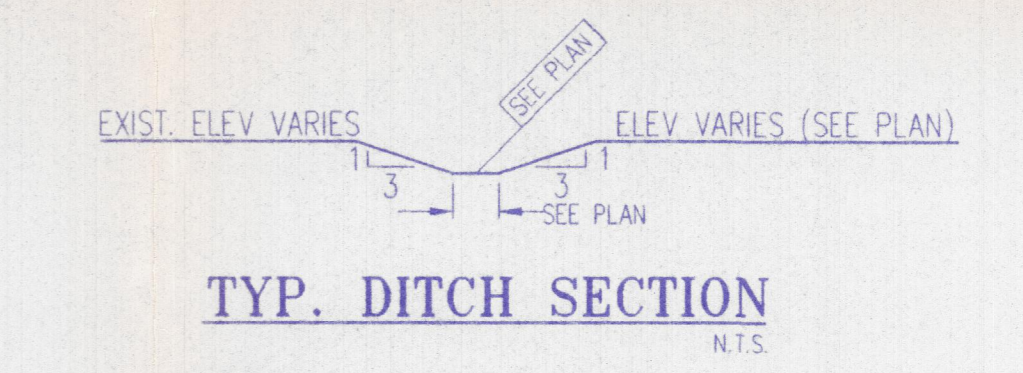 SEE PLAN
EXIST. ELEV VARIES
ELEV VARIES (SEE PLAN)
1
3
3
1
SEE PLAN
TYP. DITCH SECTION
N.T.S.